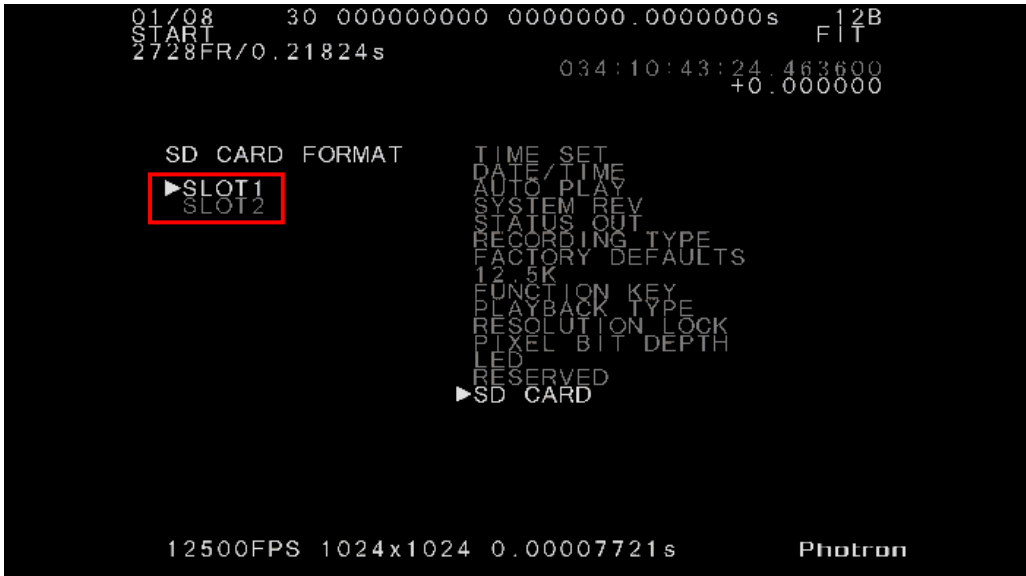 01/08 30 000000000 0000000.0000000s 12B
START FIT
2728FR/0.21824s
034:10:43:24.463600
+0.000000
SD CARD FORMAT
▶SLOT1
SLOT2
TIME SET
DATE/TIME
AUTO PLAY
SYSTEM REV
STATUS OUT
RECORDING TYPE
FACTORY DEFAULTS
12.5K
FUNCTION KEY
PLAYBACK TYPE
RESOLUTION LOCK
PIXEL BIT DEPTH
LED
RESERVED
▶SD CARD
12500FPS 1024x1024 0.00007721s Photron